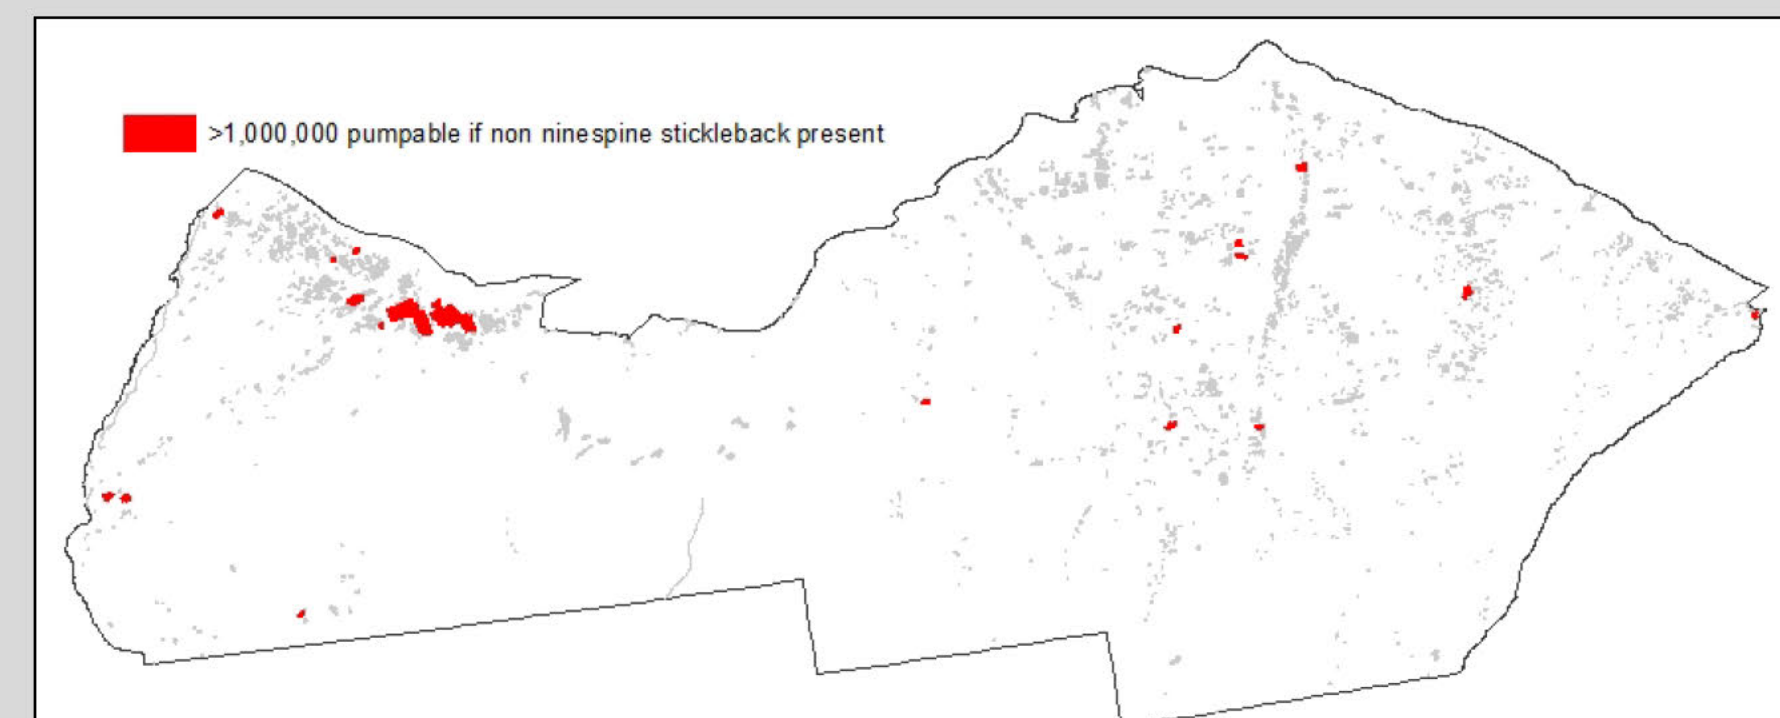 >1,000,000 pumpable if non ninespine stickleback present